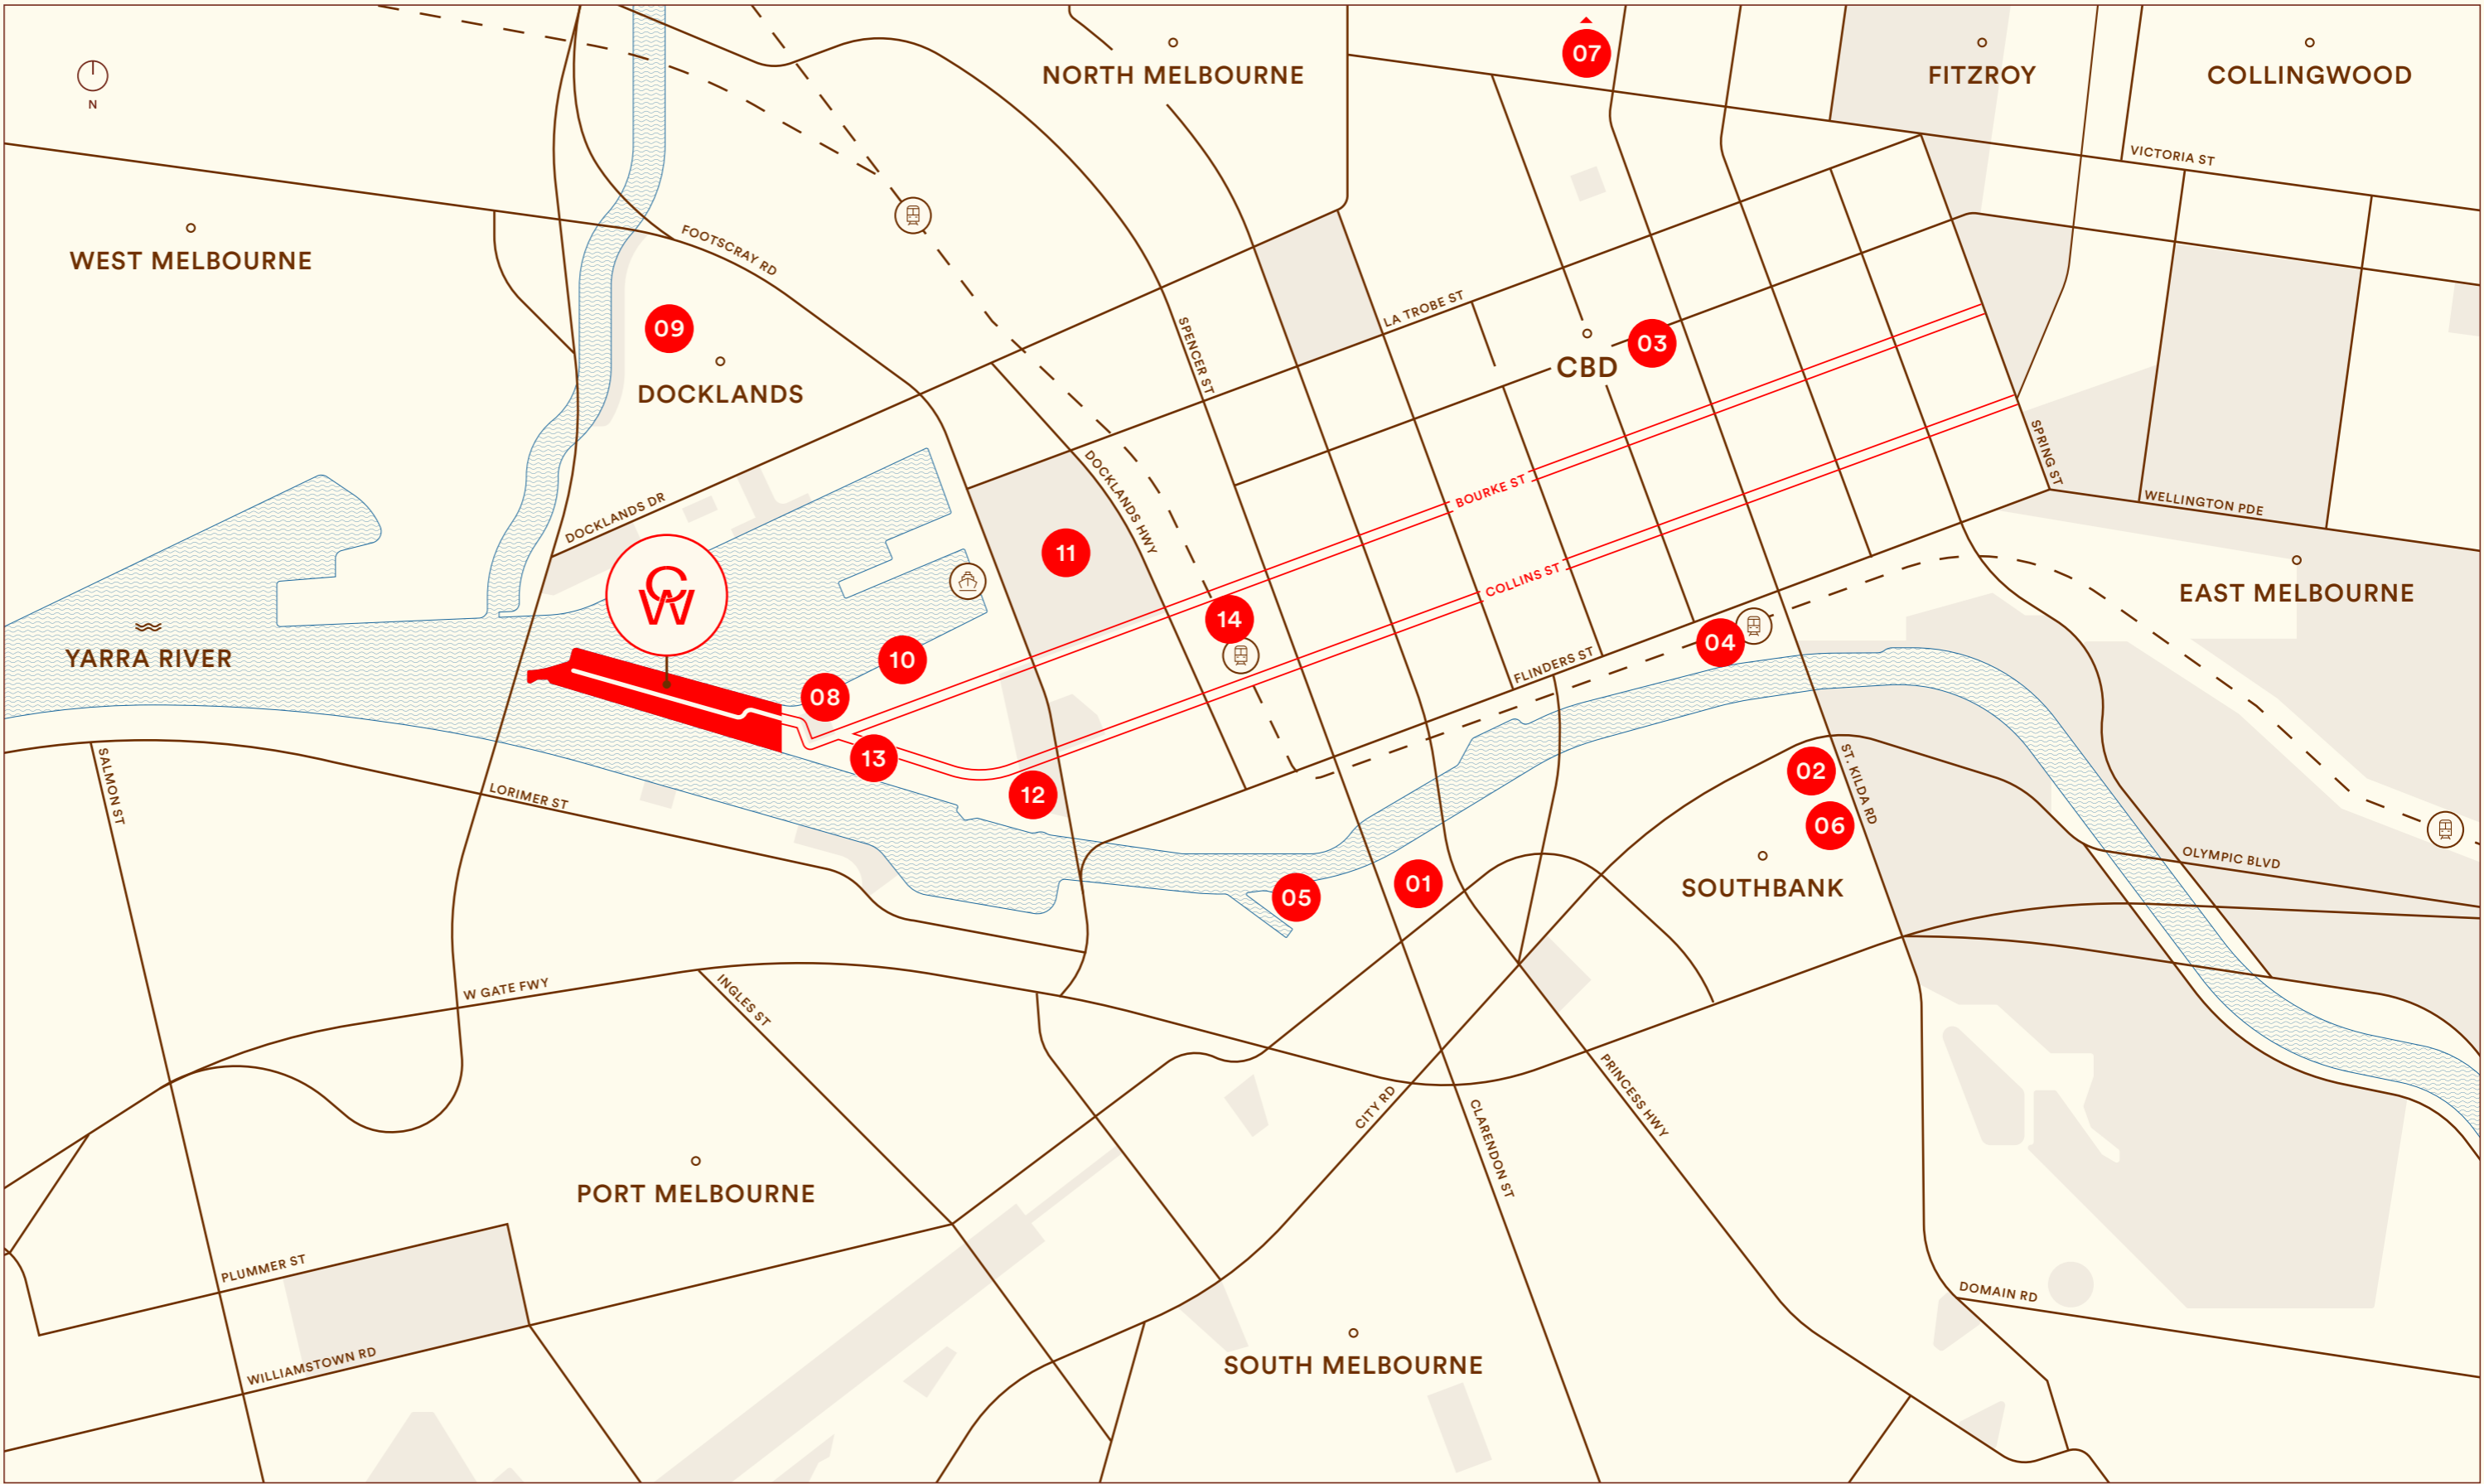 07
NORTH MELBOURNE
FITZROY
COLLINGWOOD
N
VICTORIA ST
FOOTSCRAY RD
WEST MELBOURNE
09
DOCKLANDS
SPENCER ST
LA TROBE ST
03
CBD
SPRING ST
DOCKLANDS HWY
BOURKE ST
WELLINGTON PDE
DOCKLANDS DR
11
COLLINS ST
EAST MELBOURNE
CW
14
YARRA RIVER
10
FLINDERS ST
04
08
13
12
SALMON ST
LORIMER ST
02
ST. KILDA RD
06
OLYMPIC BLVD
05
01
SOUTHBANK
W GATE FWY
INGLES ST
CITY RD
CLARENDON ST
PRINCESS HWY
PORT MELBOURNE
PLUMMER ST
DOMAIN RD
WILLIAMSTOWN RD
SOUTH MELBOURNE